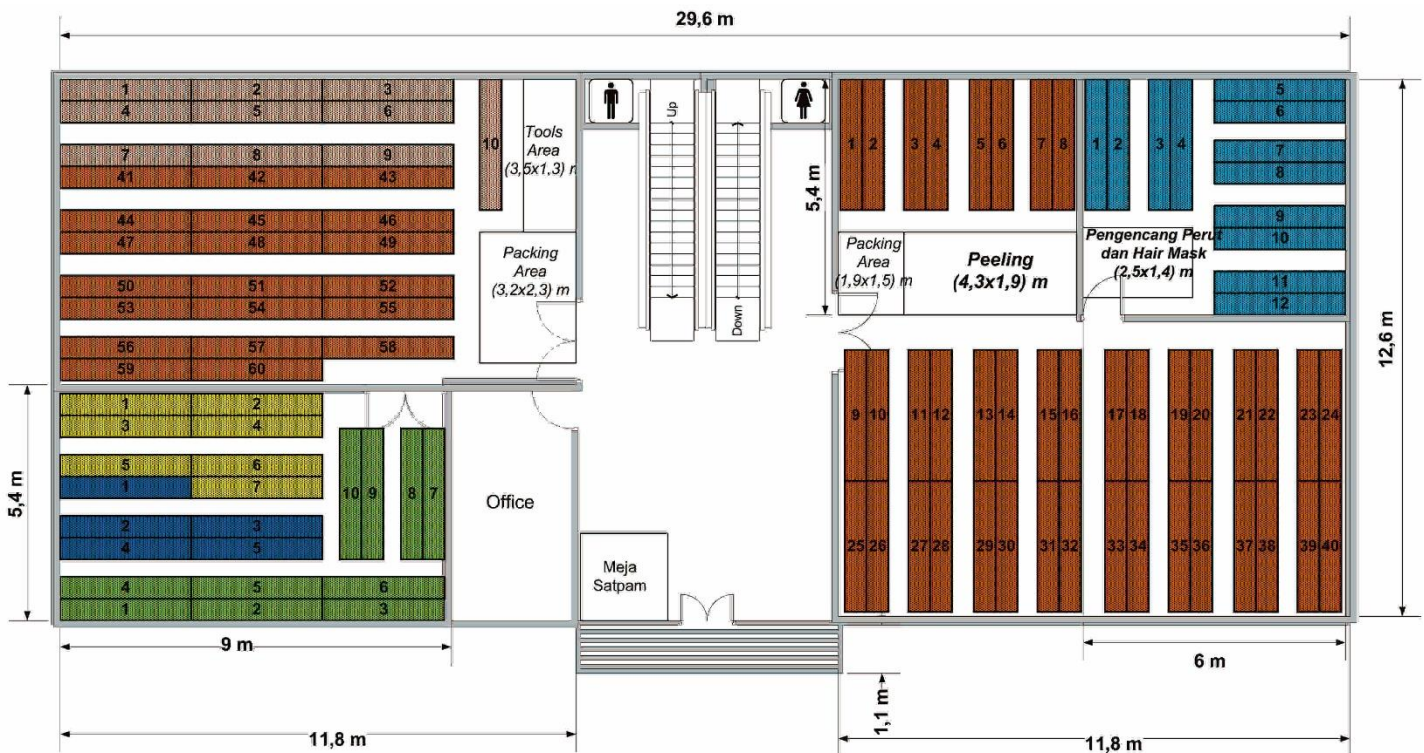 29,6 m
1 2 3
4 5 6
7 8 9
41 42 43
44 45 46
47 48 49
50 51 52
53 54 55
56 57 58
59 60
10
Tools
Area
(3,5x1,3) m
Packing
Area
(3,2x2,3) m
Up
Down
5,4 m
1 2 3 4 5 6 7 8
Packing
Area
(1,9x1,5) m
Peeling
(4,3x1,9) m
1 2 3 4
5
6
7
8
9
10
11
12
Pengencang Perut
dan Hair Mask
(2,5x1,4) m
12,6 m
1 2
3 4
5 6
1 7
2 3
4 5
4 5 6
1 2 3
10 9 8 7
5,4 m
Office
Meja
Satpam
9 10 11 12 13 14 15 16 17 18 19 20 21 22 23 24
25 26 27 28 29 30 31 32 33 34 35 36 37 38 39 40
9 m
6 m
1,1 m
11,8 m
11,8 m